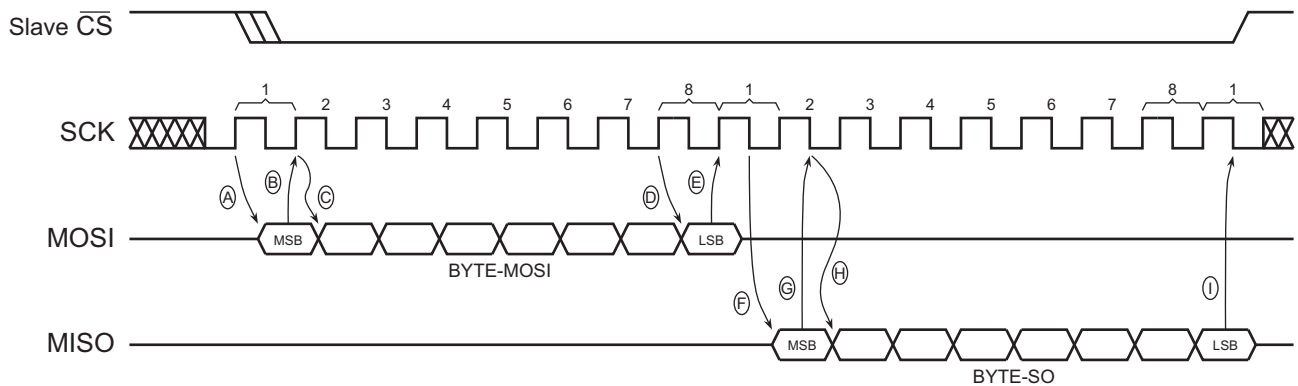 Slave C̅S̅
1 2 3 4 5 6 7 8 1 2 3 4 5 6 7 8 1
SCK
A B C D E
MOSI MSB LSB
BYTE-MOSI
F G H I
MISO MSB LSB
BYTE-SO